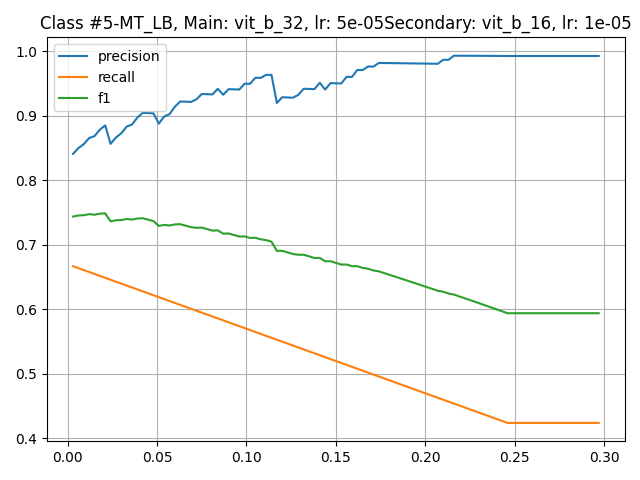 Class #5-MT_LB, Main: vit_b_32, lr: 5e-05Secondary: vit_b_16, lr: 1e-05
precision
recall
f1
1.0
0.9
0.8
0.7
0.6
0.5
0.4
0.00 0.05 0.10 0.15 0.20 0.25 0.30